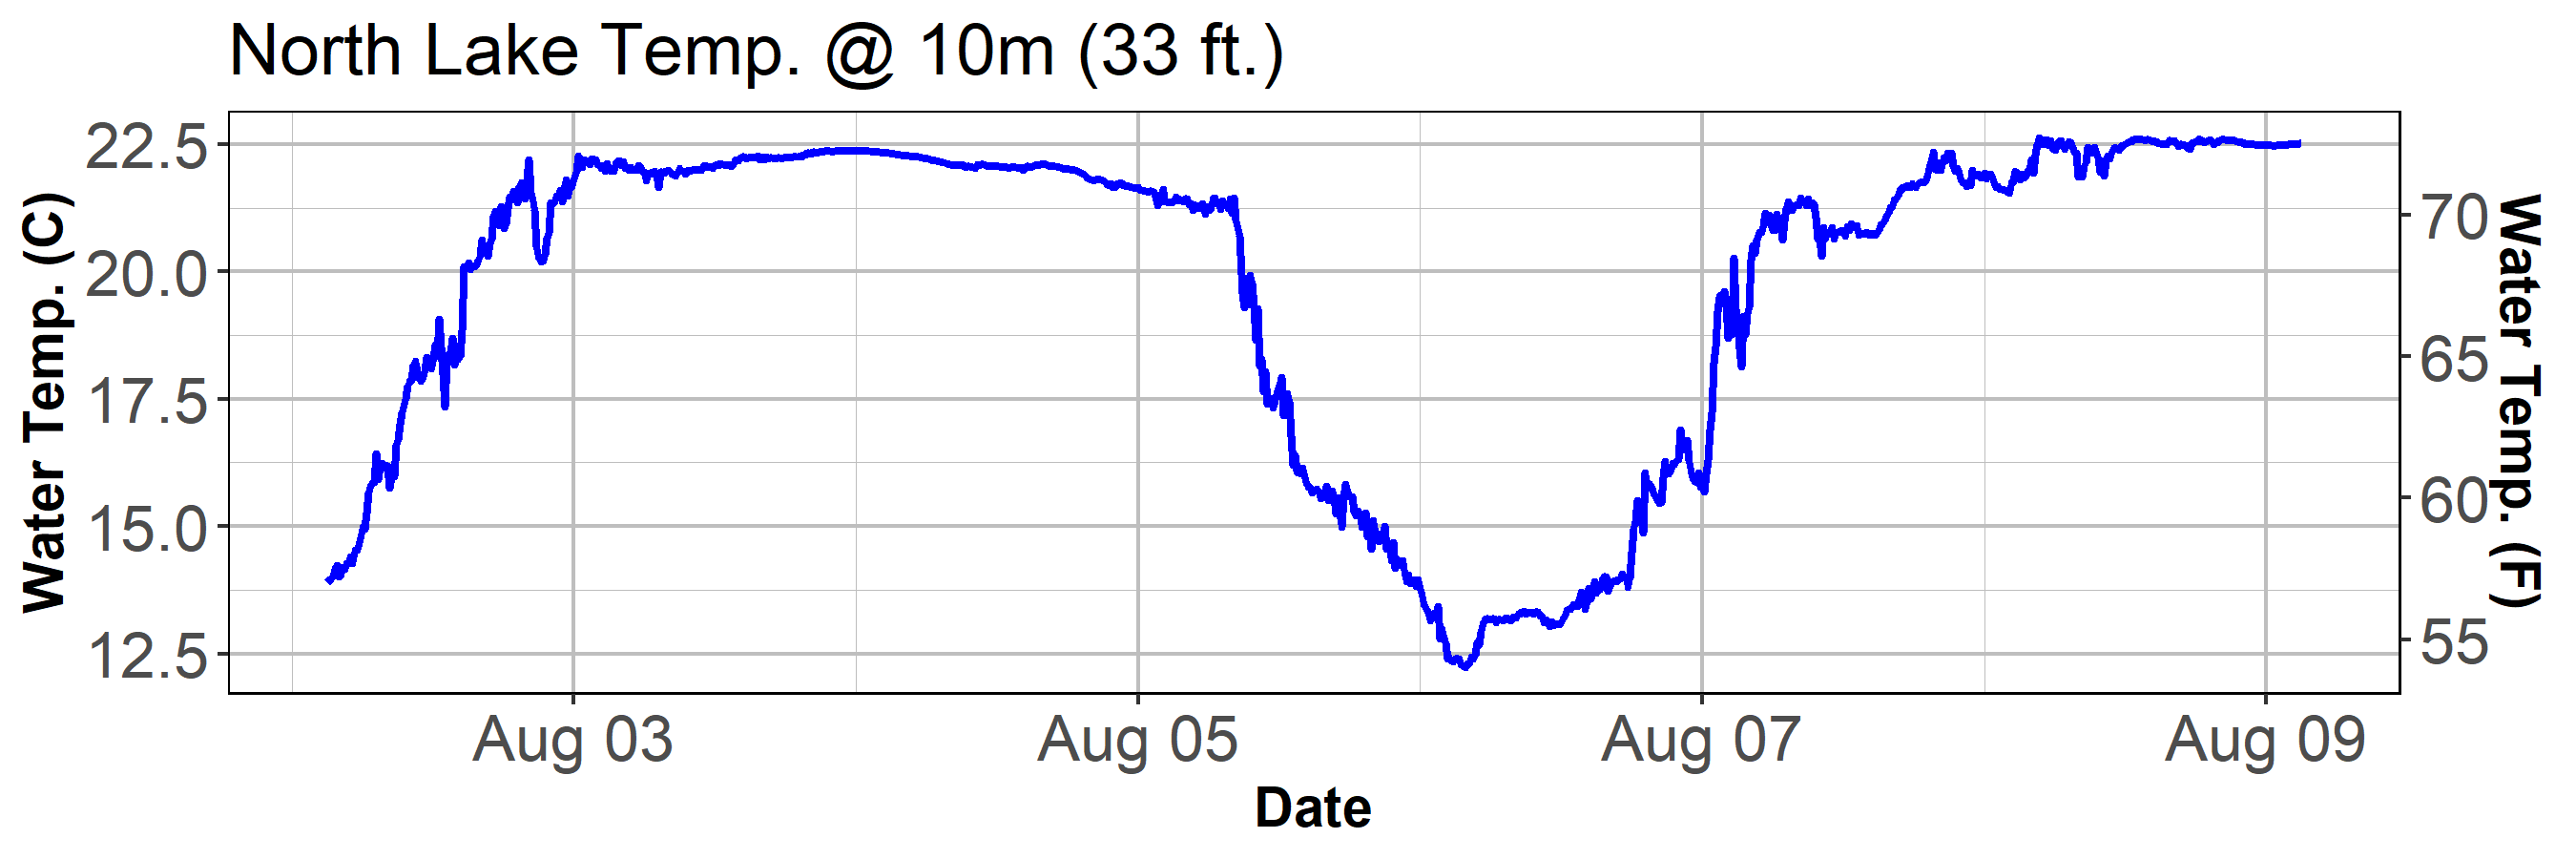 North Lake Temp. @ 10m (33 ft.)
Water Temp. (C)
22.5
20.0
17.5
15.0
12.5
70
65
60
55
Water Temp. (F)
Aug 03 Aug 05 Aug 07 Aug 09
Date